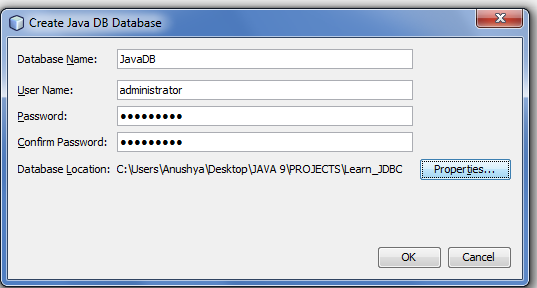 Create Java DB Database
Database Name: JavaDB
User Name: administrator
Password: ●●●●●●●●●
Confirm Password: ●●●●●●●●●
Database Location: C:\Users\Anushya\Desktop\JAVA 9\PROJECTS\Learn_JDBC Properties...
OK Cancel